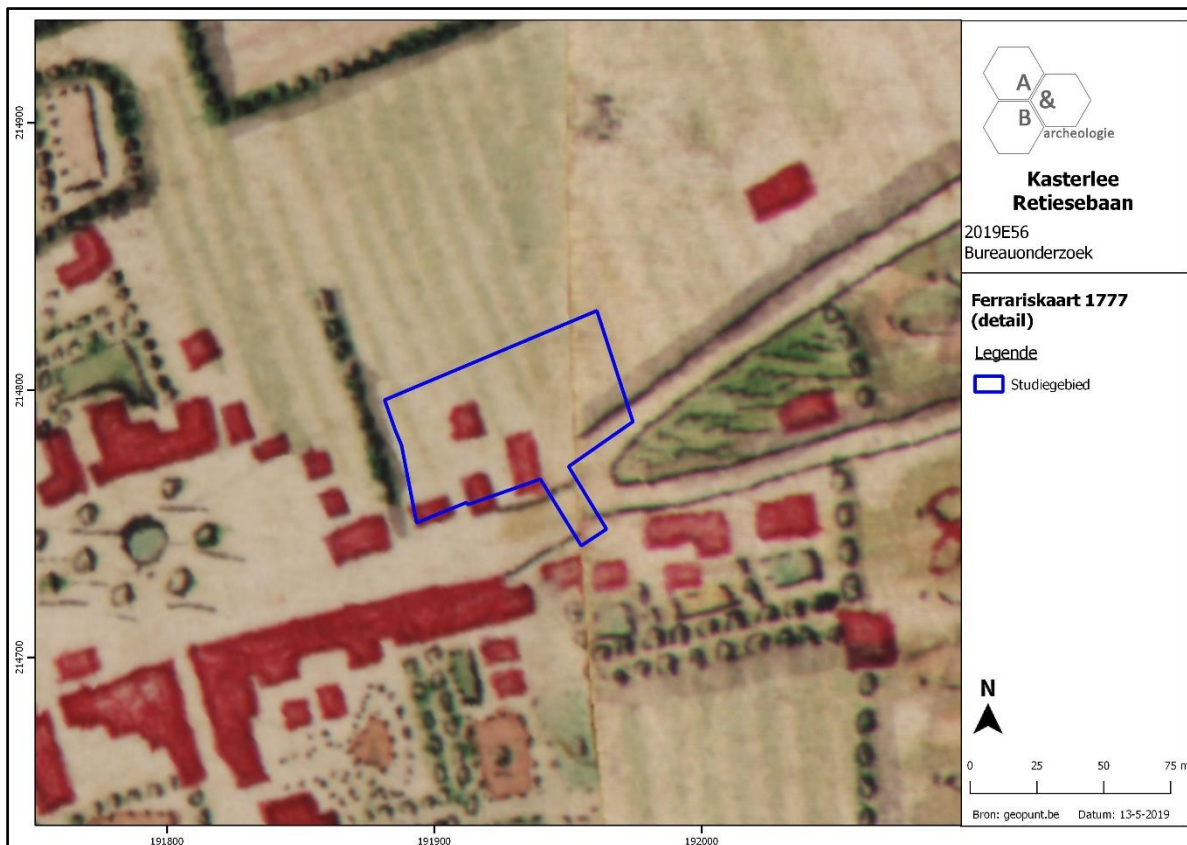 214900
214800
214700
191800
191900
192000
A
&
B
archeologie
Kasterlee
Retiesebaan
2019E56
Bureauonderzoek
Ferrariskaart 1777
(detail)
Legende
Studiegebied
N
0 25 50 75 m
Bron: geopunt.be Datum: 13-5-2019